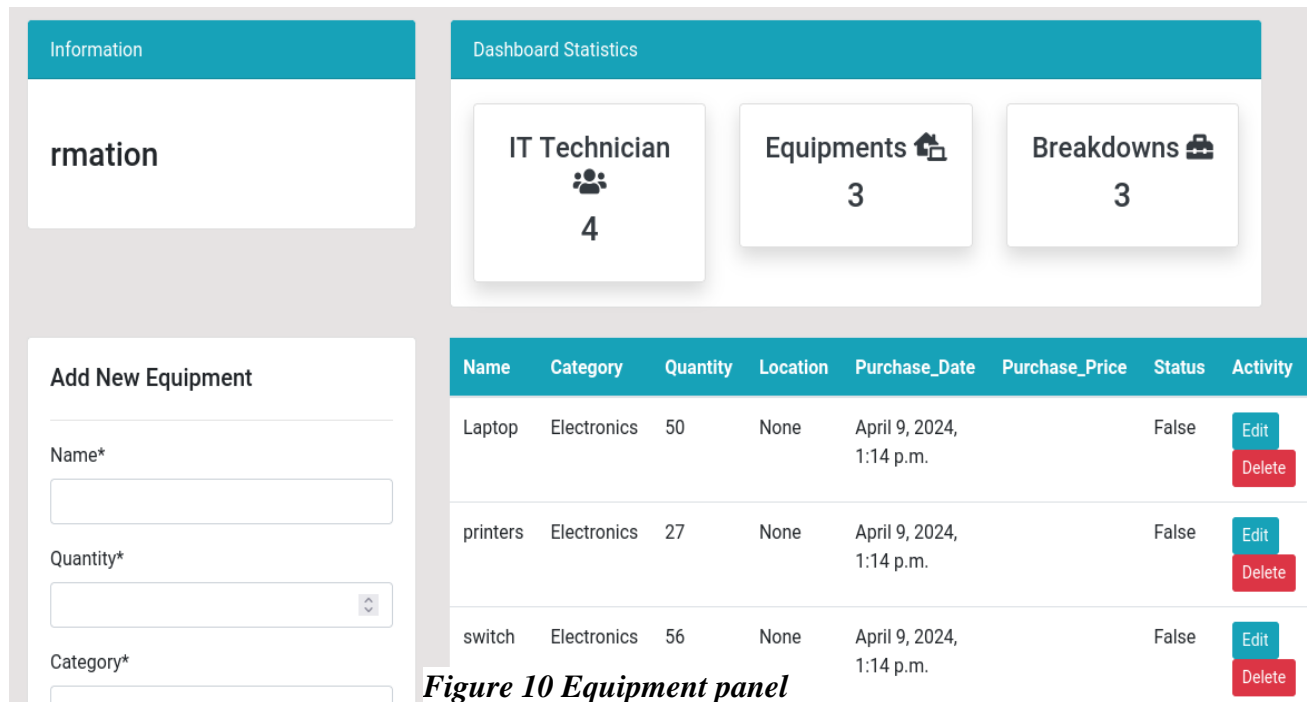 Information
rmation
Dashboard Statistics
IT Technician
4
Equipments
3
Breakdowns
3
Add New Equipment
Name*
Quantity*
Category*
Name Category Quantity Location Purchase_Date Purchase_Price Status Activity
Laptop Electronics 50 None April 9, 2024, False Edit
1:14 p.m. Delete
printers Electronics 27 None April 9, 2024, False Edit
1:14 p.m. Delete
switch Electronics 56 None April 9, 2024, False Edit
1:14 p.m. Delete
Figure 10 Equipment panel